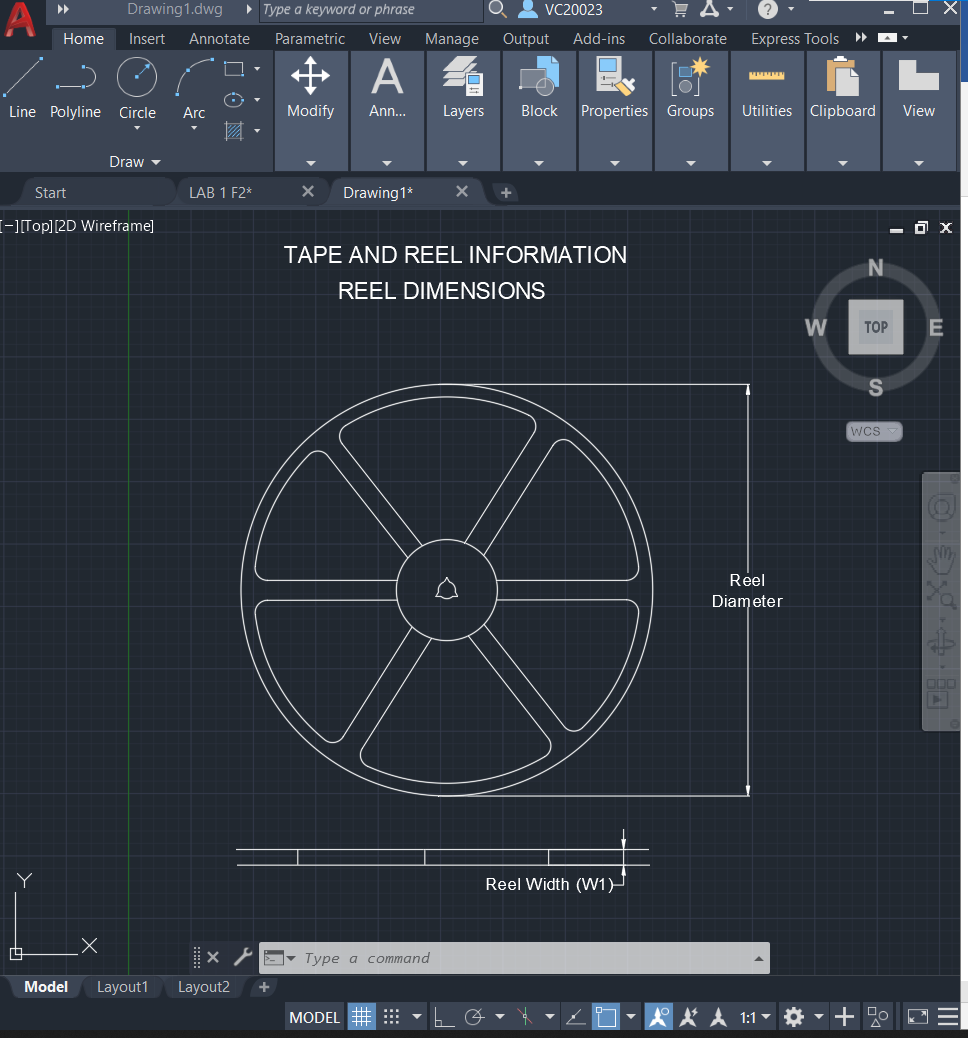 Drawing1.dwg
Type a keyword or phrase
VC20023
?
Home Insert Annotate Parametric View Manage Output Add-ins Collaborate Express Tools
Line Polyline Circle Arc
Modify Ann... Layers Block Properties Groups Utilities Clipboard View
Draw
Start LAB 1 F2* Drawing1*
[−][Top][2D Wireframe]
TAPE AND REEL INFORMATION
REEL DIMENSIONS
N
W TOP E
S
WCS
Reel
Diameter
Reel Width (W1)
Y
X
Type a command
Model Layout1 Layout2
MODEL 1:1